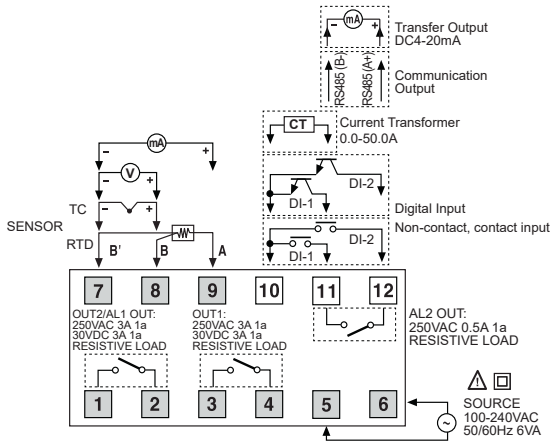 - mA +
Transfer Output
DC4-20mA
RS485 (B-)
RS485 (A+)
Communication
Output
CT
Current Transformer
0.0-50.0A
- mA +
- V +
DI-2
DI-1
Digital Input
TC - +
Non-contact, contact input
SENSOR
RTD
B' B A
DI-2
DI-1
7 8 9 10 11 12
OUT2/AL1 OUT:
250VAC 3A 1a
30VDC 3A 1a
RESISTIVE LOAD
OUT1:
250VAC 3A 1a
30VDC 3A 1a
RESISTIVE LOAD
AL2 OUT:
250VAC 0.5A 1a
RESISTIVE LOAD
1 2 3 4 5 6
SOURCE
100-240VAC
50/60Hz 6VA